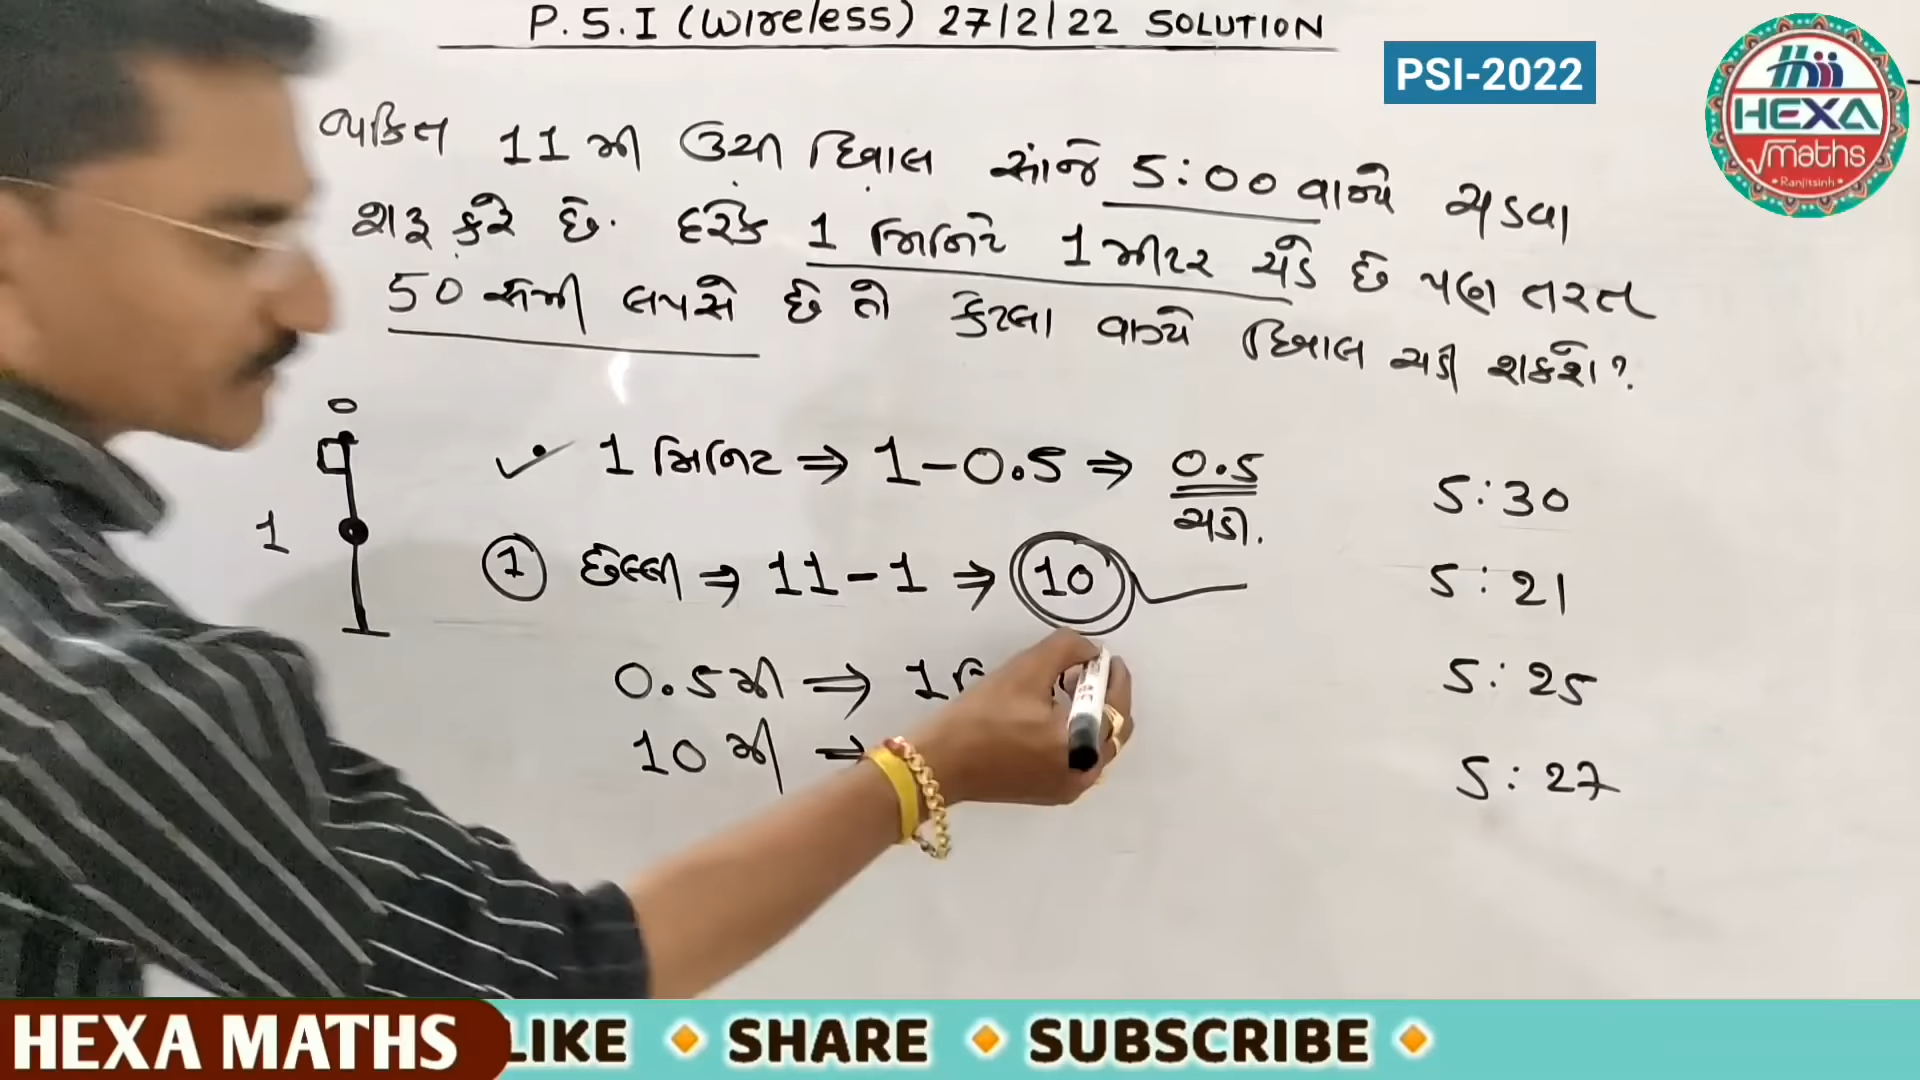 P.S.I (Wireless) 27/2/22 SOLUTION
PSI-2022
HEXA
√maths
Ranjitsinh
વ્યકિત 11 મી ઉંચી દિવાલ સાંજે 5:00 વાગ્યે ચડવા
શરૂ કરે છે. દરેક 1 મિનિટે 1 મીટર ચડે છે પણ તરત
50 સેમી લપસે છે તો કેટલા વાગ્યે દિવાલ ચડી શકશે?
✓ • 1 મિનિટ ⇒ 1-0.5 ⇒ 0.5
ચડી.
1
① છેલ્લી ⇒ 11-1 ⇒ 10
0.5 મી ⇒ 1
10 મી ⇒
5:30
5:21
5:25
5:27
HEXA MATHS LIKE 🔸 SHARE 🔸 SUBSCRIBE 🔸